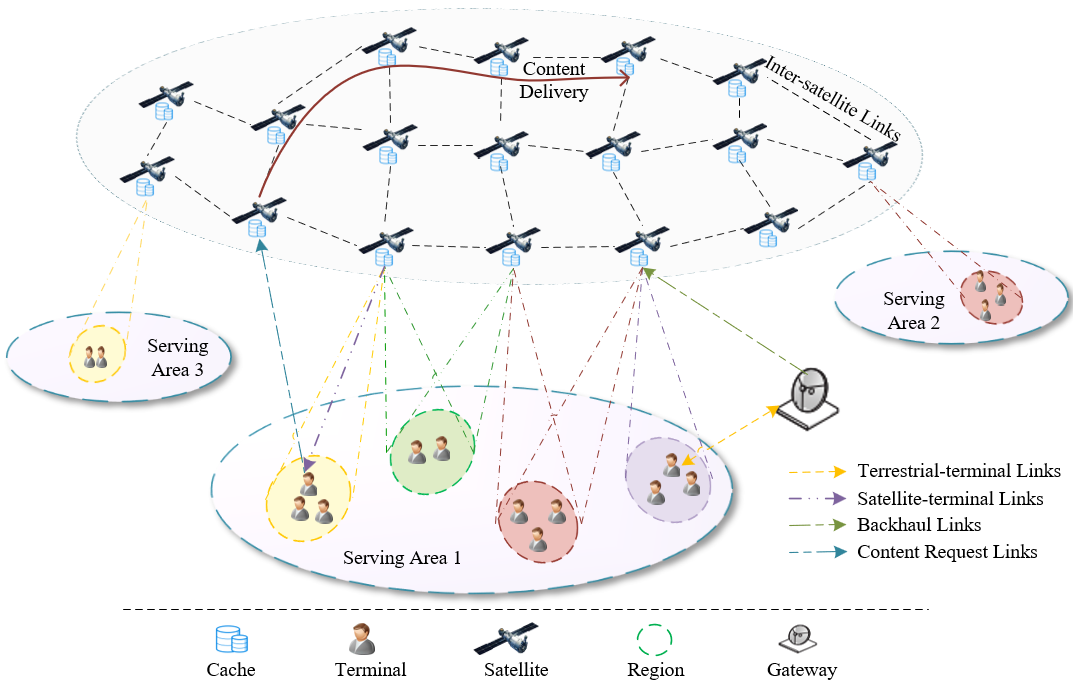 Content
Delivery
Inter-satellite Links
Serving
Area 2
Serving
Area 3
Serving Area 1
Terrestrial-terminal Links
Satellite-terminal Links
Backhaul Links
Content Request Links
Cache
Terminal
Satellite
Region
Gateway